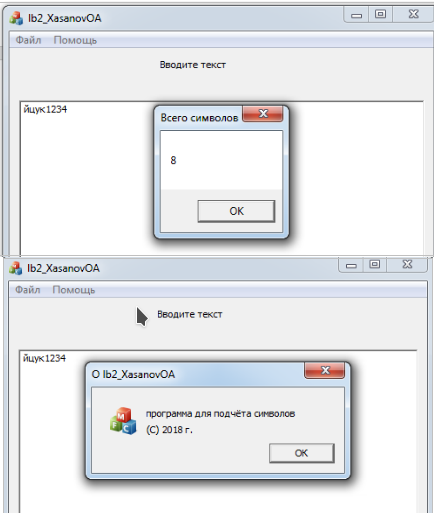 lb2_XasanovOA
Файл Помощь
Вводите текст
йцук1234
Всего символов
8
OK
lb2_XasanovOA
Файл Помощь
Вводите текст
йцук1234
О lb2_XasanovOA
M
F C
программа для подчёта символов
(C) 2018 г.
OK